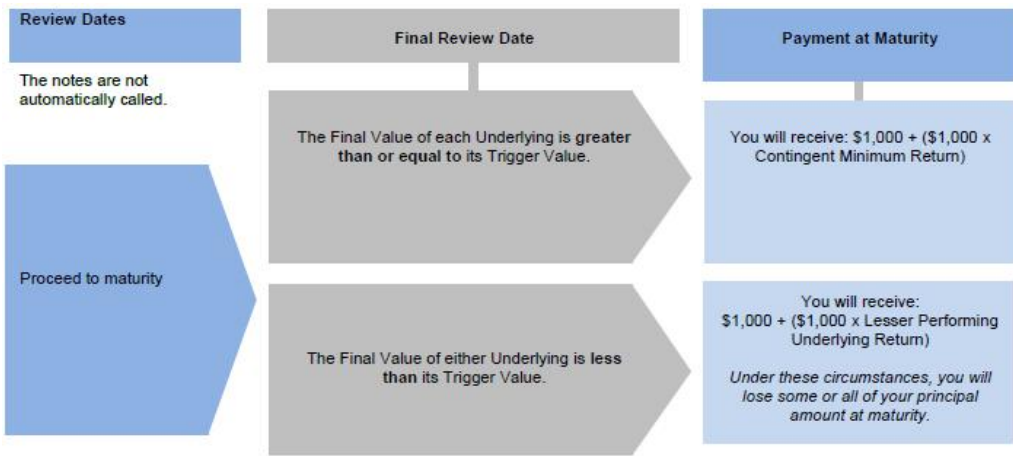 Review Dates
The notes are not
automatically called.
Proceed to maturity
Final Review Date
The Final Value of each Underlying is greater
than or equal to its Trigger Value.
The Final Value of either Underlying is less
than its Trigger Value.
Payment at Maturity
You will receive: $1,000 + ($1,000 x
Contingent Minimum Return)
You will receive:
$1,000 + ($1,000 x Lesser Performing
Underlying Return)
Under these circumstances, you will
lose some or all of your principal
amount at maturity.